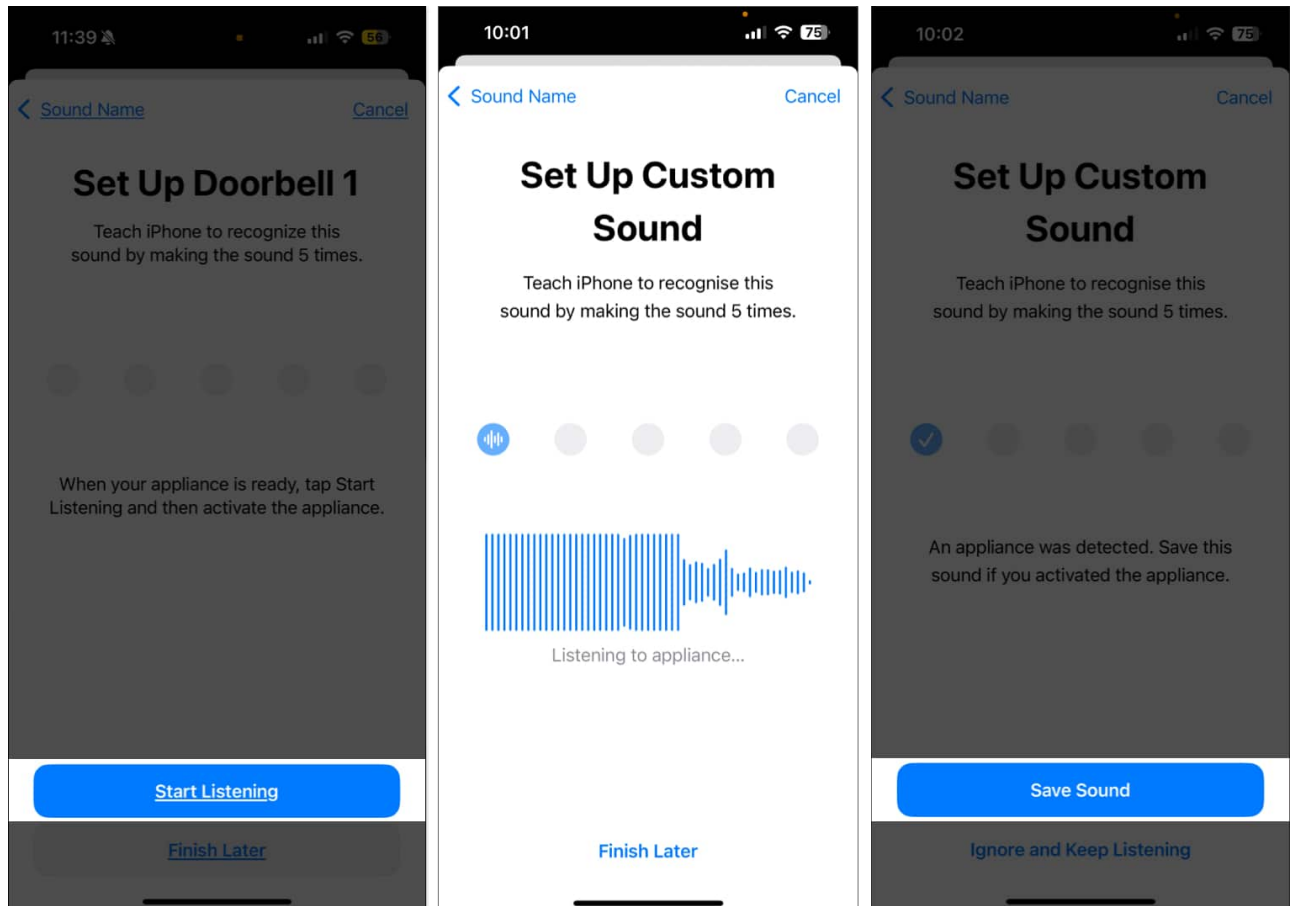 11:39
56
Sound Name
Cancel
Set Up Doorbell 1
Teach iPhone to recognize this
sound by making the sound 5 times.
When your appliance is ready, tap Start
Listening and then activate the appliance.
Start Listening
Finish Later
10:01
75
Sound Name
Cancel
Set Up Custom
Sound
Teach iPhone to recognise this
sound by making the sound 5 times.
Listening to appliance...
Finish Later
10:02
75
Sound Name
Cancel
Set Up Custom
Sound
Teach iPhone to recognise this
sound by making the sound 5 times.
An appliance was detected. Save this
sound if you activated the appliance.
Save Sound
Ignore and Keep Listening